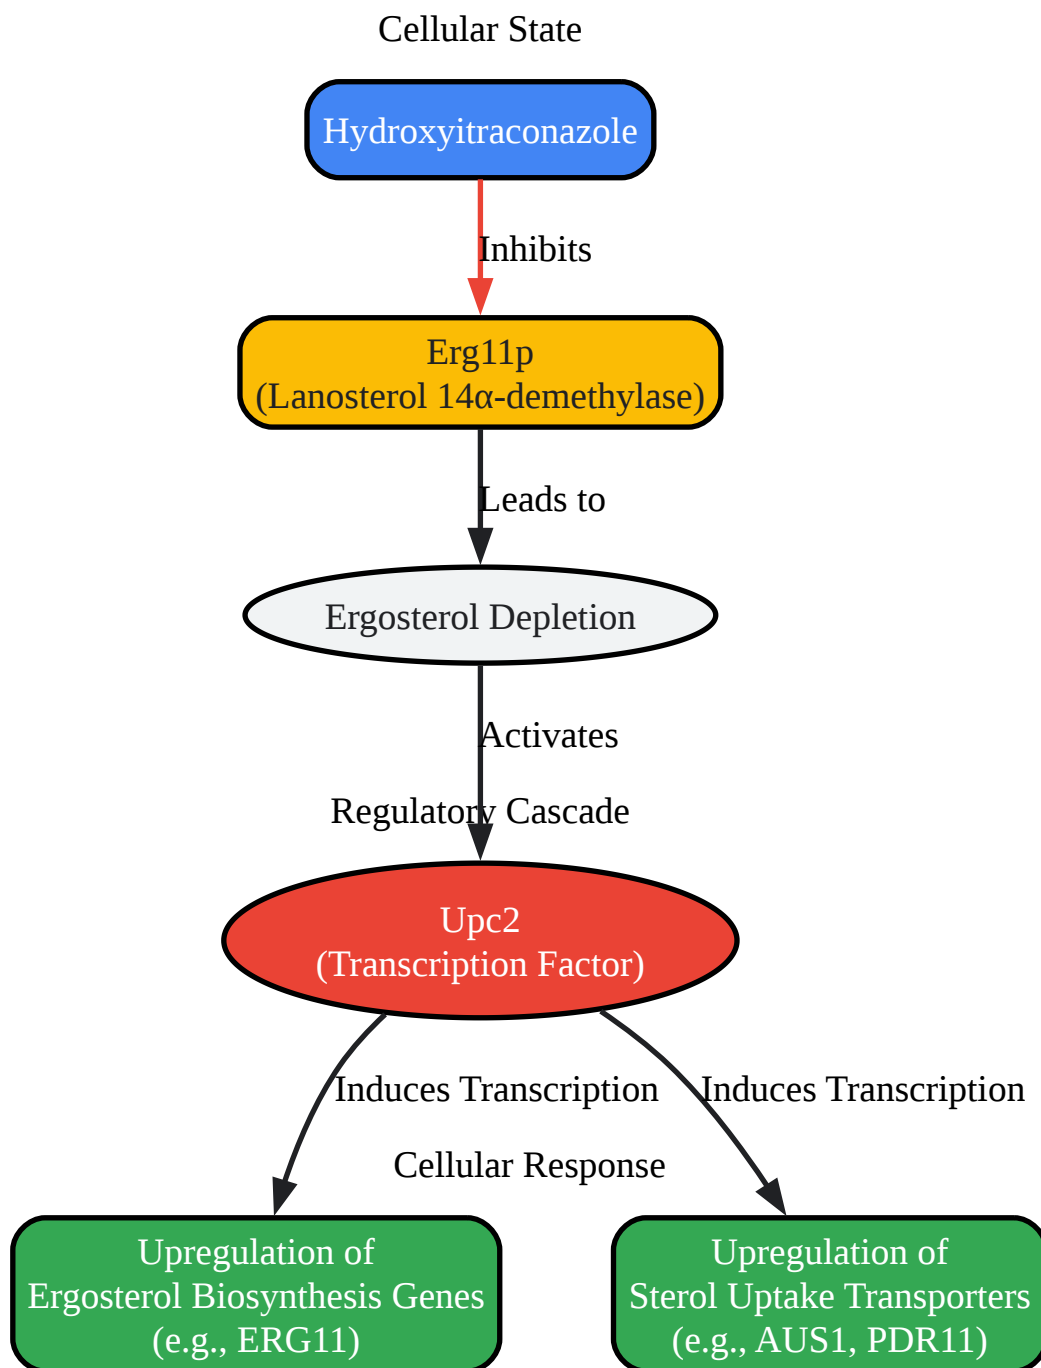 Cellular State
Hydroxyitraconazole
Inhibits
Erg11p
(Lanosterol 14α-demethylase)
Leads to
Ergosterol Depletion
Activates
Regulatory Cascade
Upc2
(Transcription Factor)
Induces Transcription
Induces Transcription
Cellular Response
Upregulation of
Ergosterol Biosynthesis Genes
(e.g., ERG11)
Upregulation of
Sterol Uptake Transporters
(e.g., AUS1, PDR11)